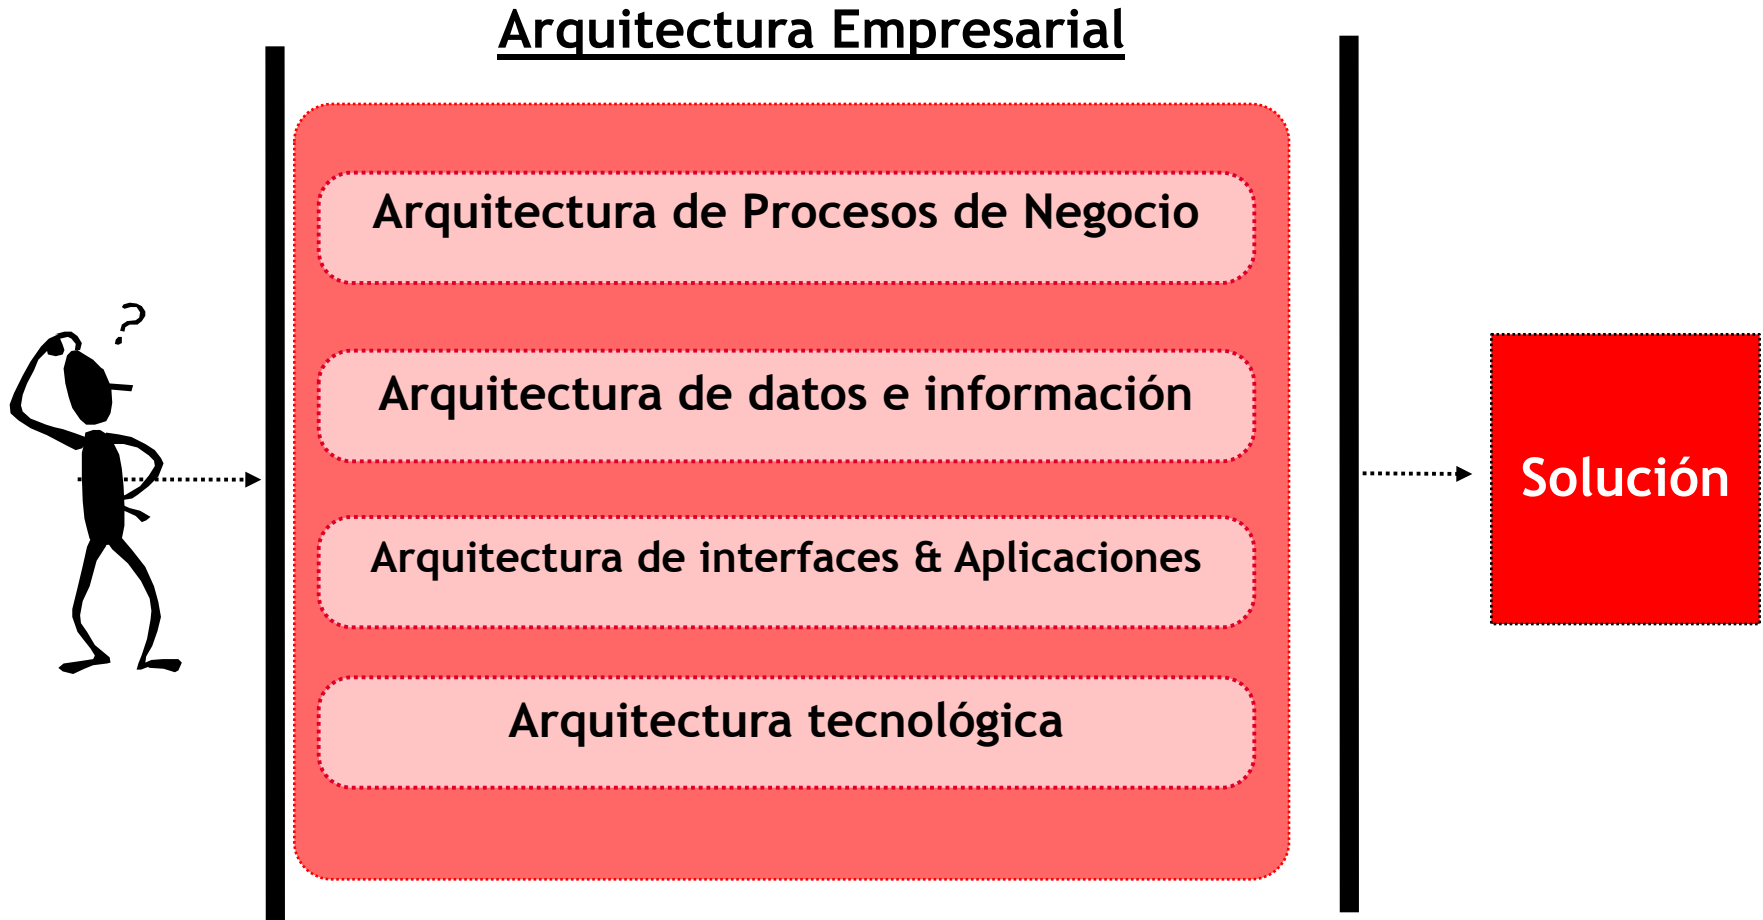 Arquitectura Empresarial
Arquitectura de Procesos de Negocio
?
Arquitectura de datos e información
Arquitectura de interfaces & Aplicaciones
Arquitectura tecnológica
Solución